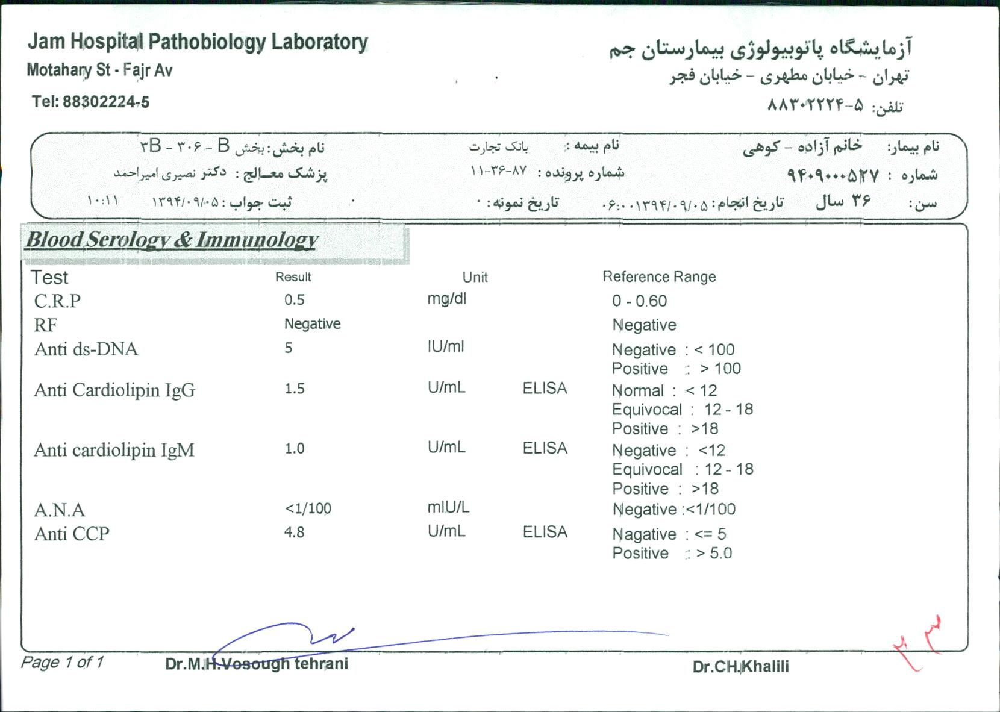 Jam Hospital Pathobiology Laboratory
Motahary St - Fajr Av
Tel: 88302224-5
آزمایشگاه پاتوبیولوژی بیمارستان جم
تهران - خیابان مطهری - خیابان فجر
تلفن: ۸۸۳۰۲۲۲۴-۵
نام بیمار: خانم آزاده - کوهی نام بیمه : بانک تجارت نام بخش: بخش B - ۳۰۶ - ۳B
شماره : ۹۴۰۹۰۰۰۵۲۷ شماره پرونده : ۱۱-۳۶-۸۷ پزشک معـالج : دکتر نصیری امیراحمد
سن: ۳۶ سال تاریخ انجام: ۱۳۹۴/۰۹/۰۵ ۰۶:۰۰ تاریخ نمونه: ۰ ۰ ثبت جواب : ۱۳۹۴/۰۹/۰۵ ۱۰:۱۱
Blood Serology & Immunology
Test Result Unit Reference Range
C.R.P 0.5 mg/dl 0 - 0.60
RF Negative Negative
Anti ds-DNA 5 IU/ml Negative : < 100
Positive : > 100
Anti Cardiolipin IgG 1.5 U/mL ELISA Normal : < 12
Equivocal : 12 - 18
Positive : >18
Anti cardiolipin IgM 1.0 U/mL ELISA Negative : <12
Equivocal : 12 - 18
Positive : >18
A.N.A <1/100 mIU/L Negative :<1/100
Anti CCP 4.8 U/mL ELISA Nagative : <= 5
Positive : > 5.0
Page 1 of 1 Dr.M.H.Vosough tehrani Dr.CH.Khalili